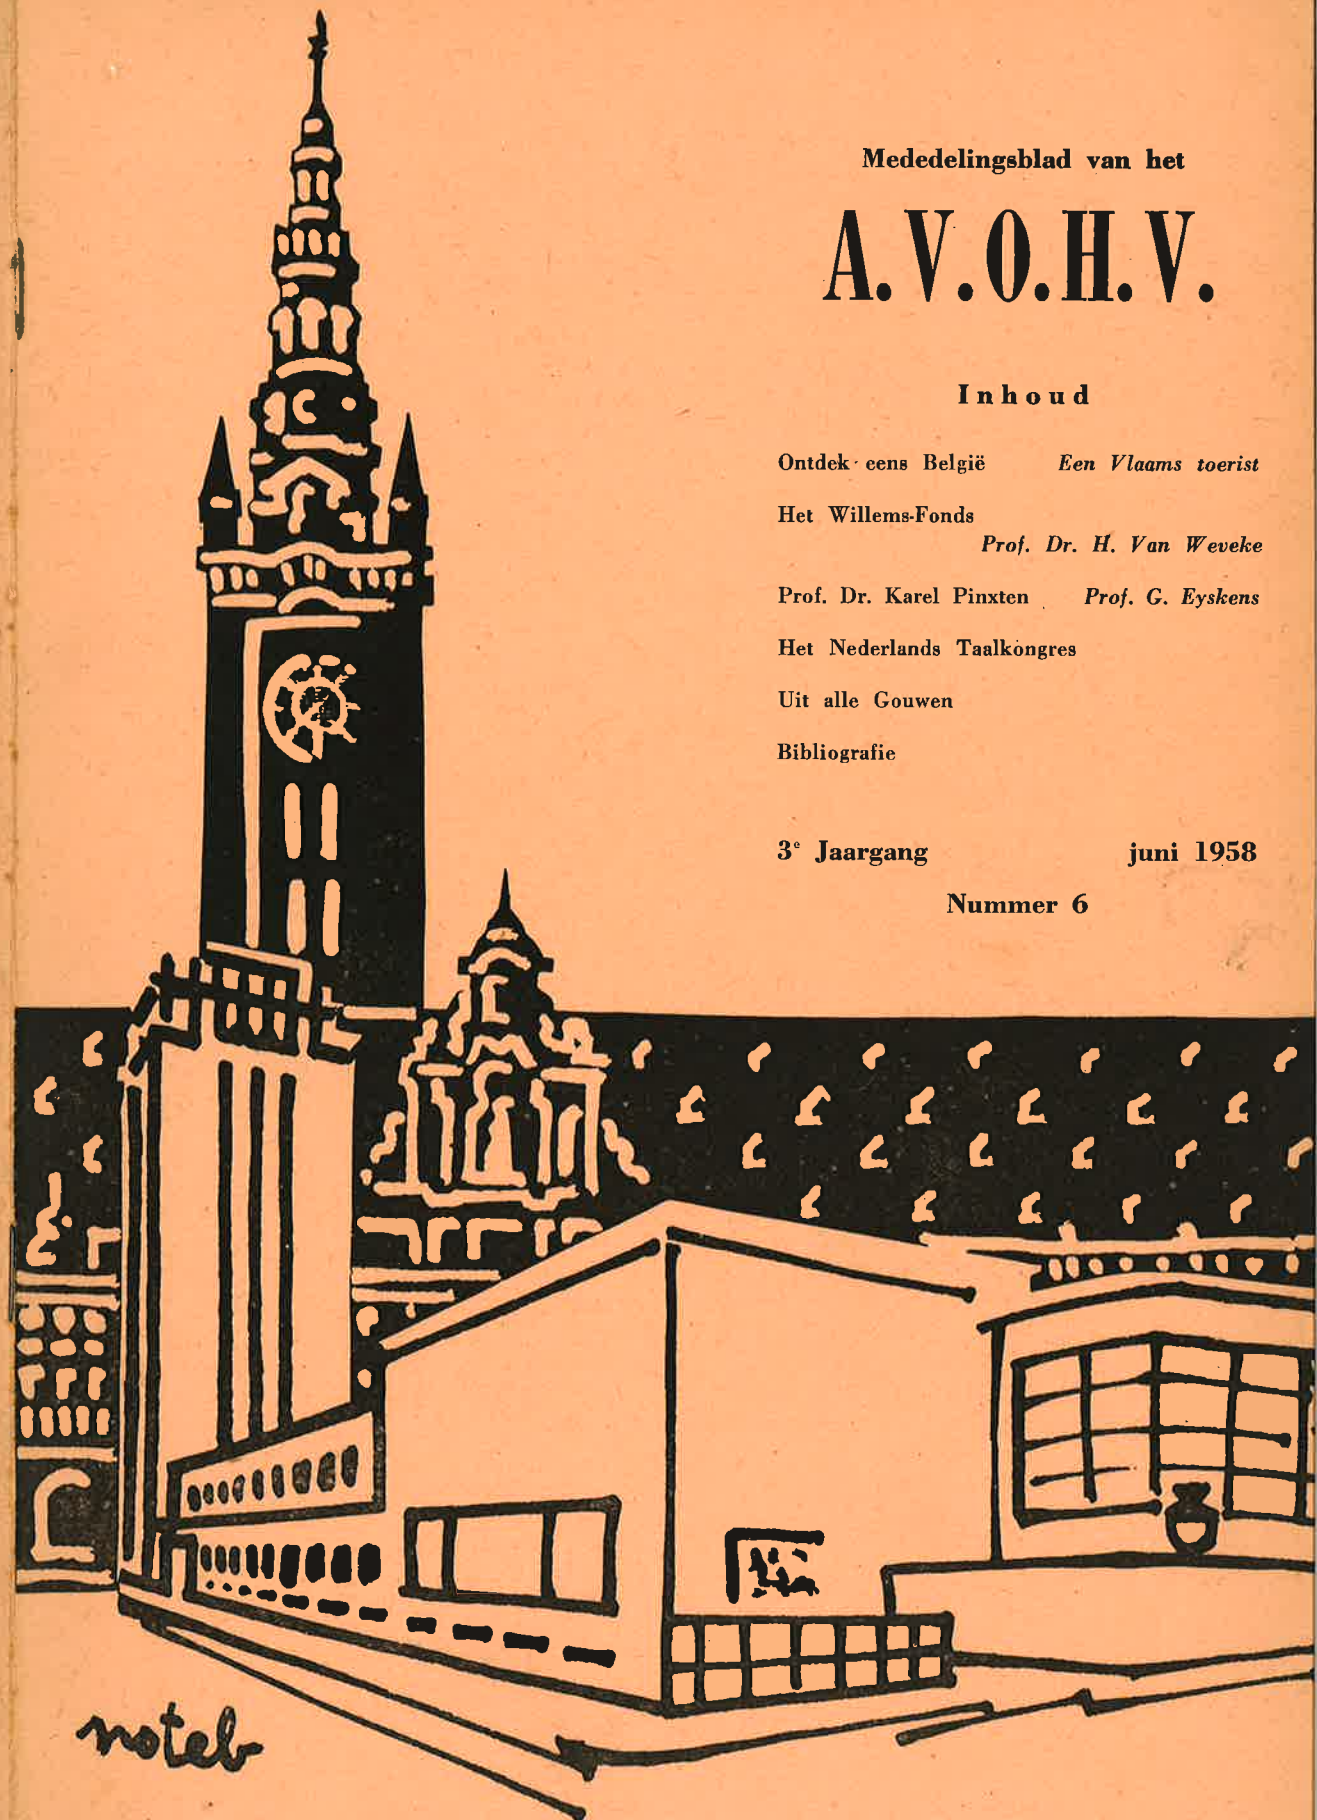 Mededelingsblad van het
A.V.O.H.V.
Inhoud
Ontdek eens België Een Vlaams toerist
Het Willems-Fonds
Prof. Dr. H. Van Weveke
Prof. Dr. Karel Pinxten Prof. G. Eyskens
Het Nederlands Taalkongres
Uit alle Gouwen
Bibliografie
3e Jaargang juni 1958
Nummer 6
noteb